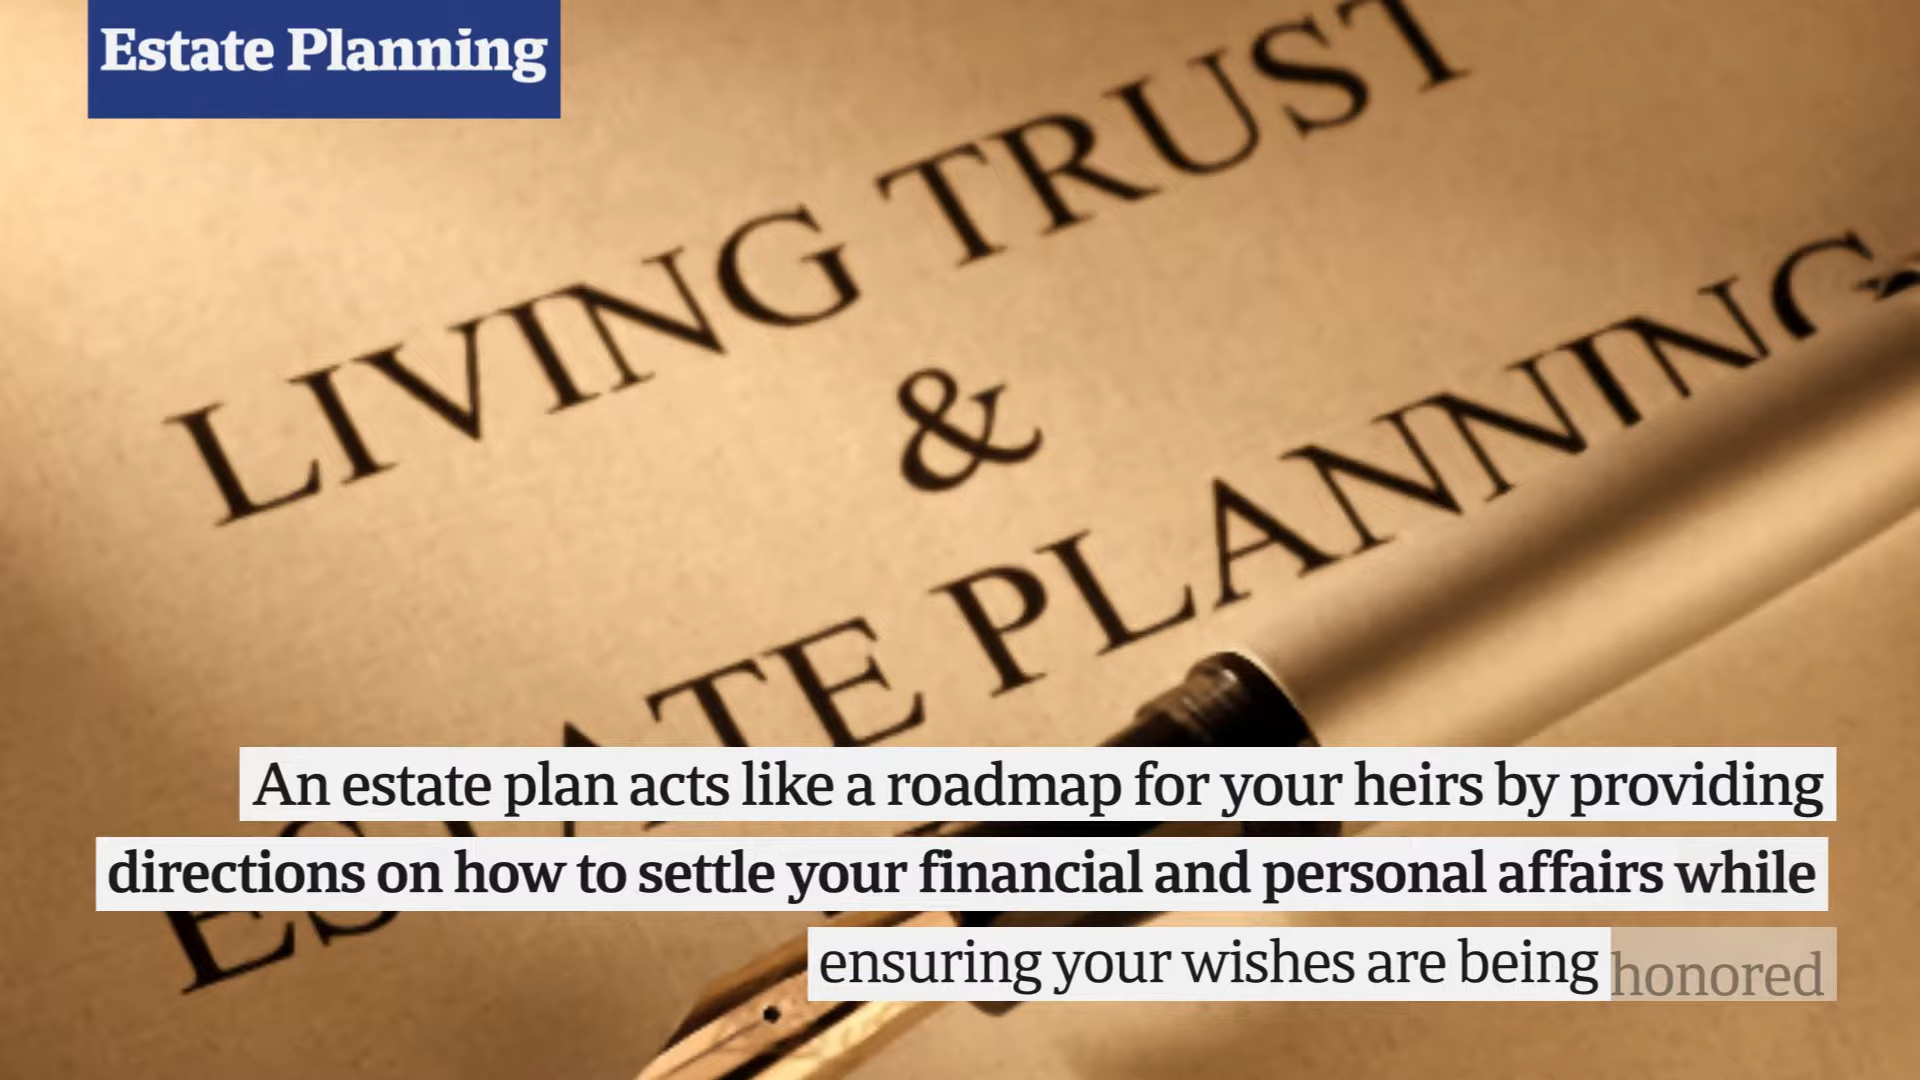 Estate Planning
LIVING TRUST
&
ESTATE PLANNING
An estate plan acts like a roadmap for your heirs by providing
directions on how to settle your financial and personal affairs while
ensuring your wishes are being honored